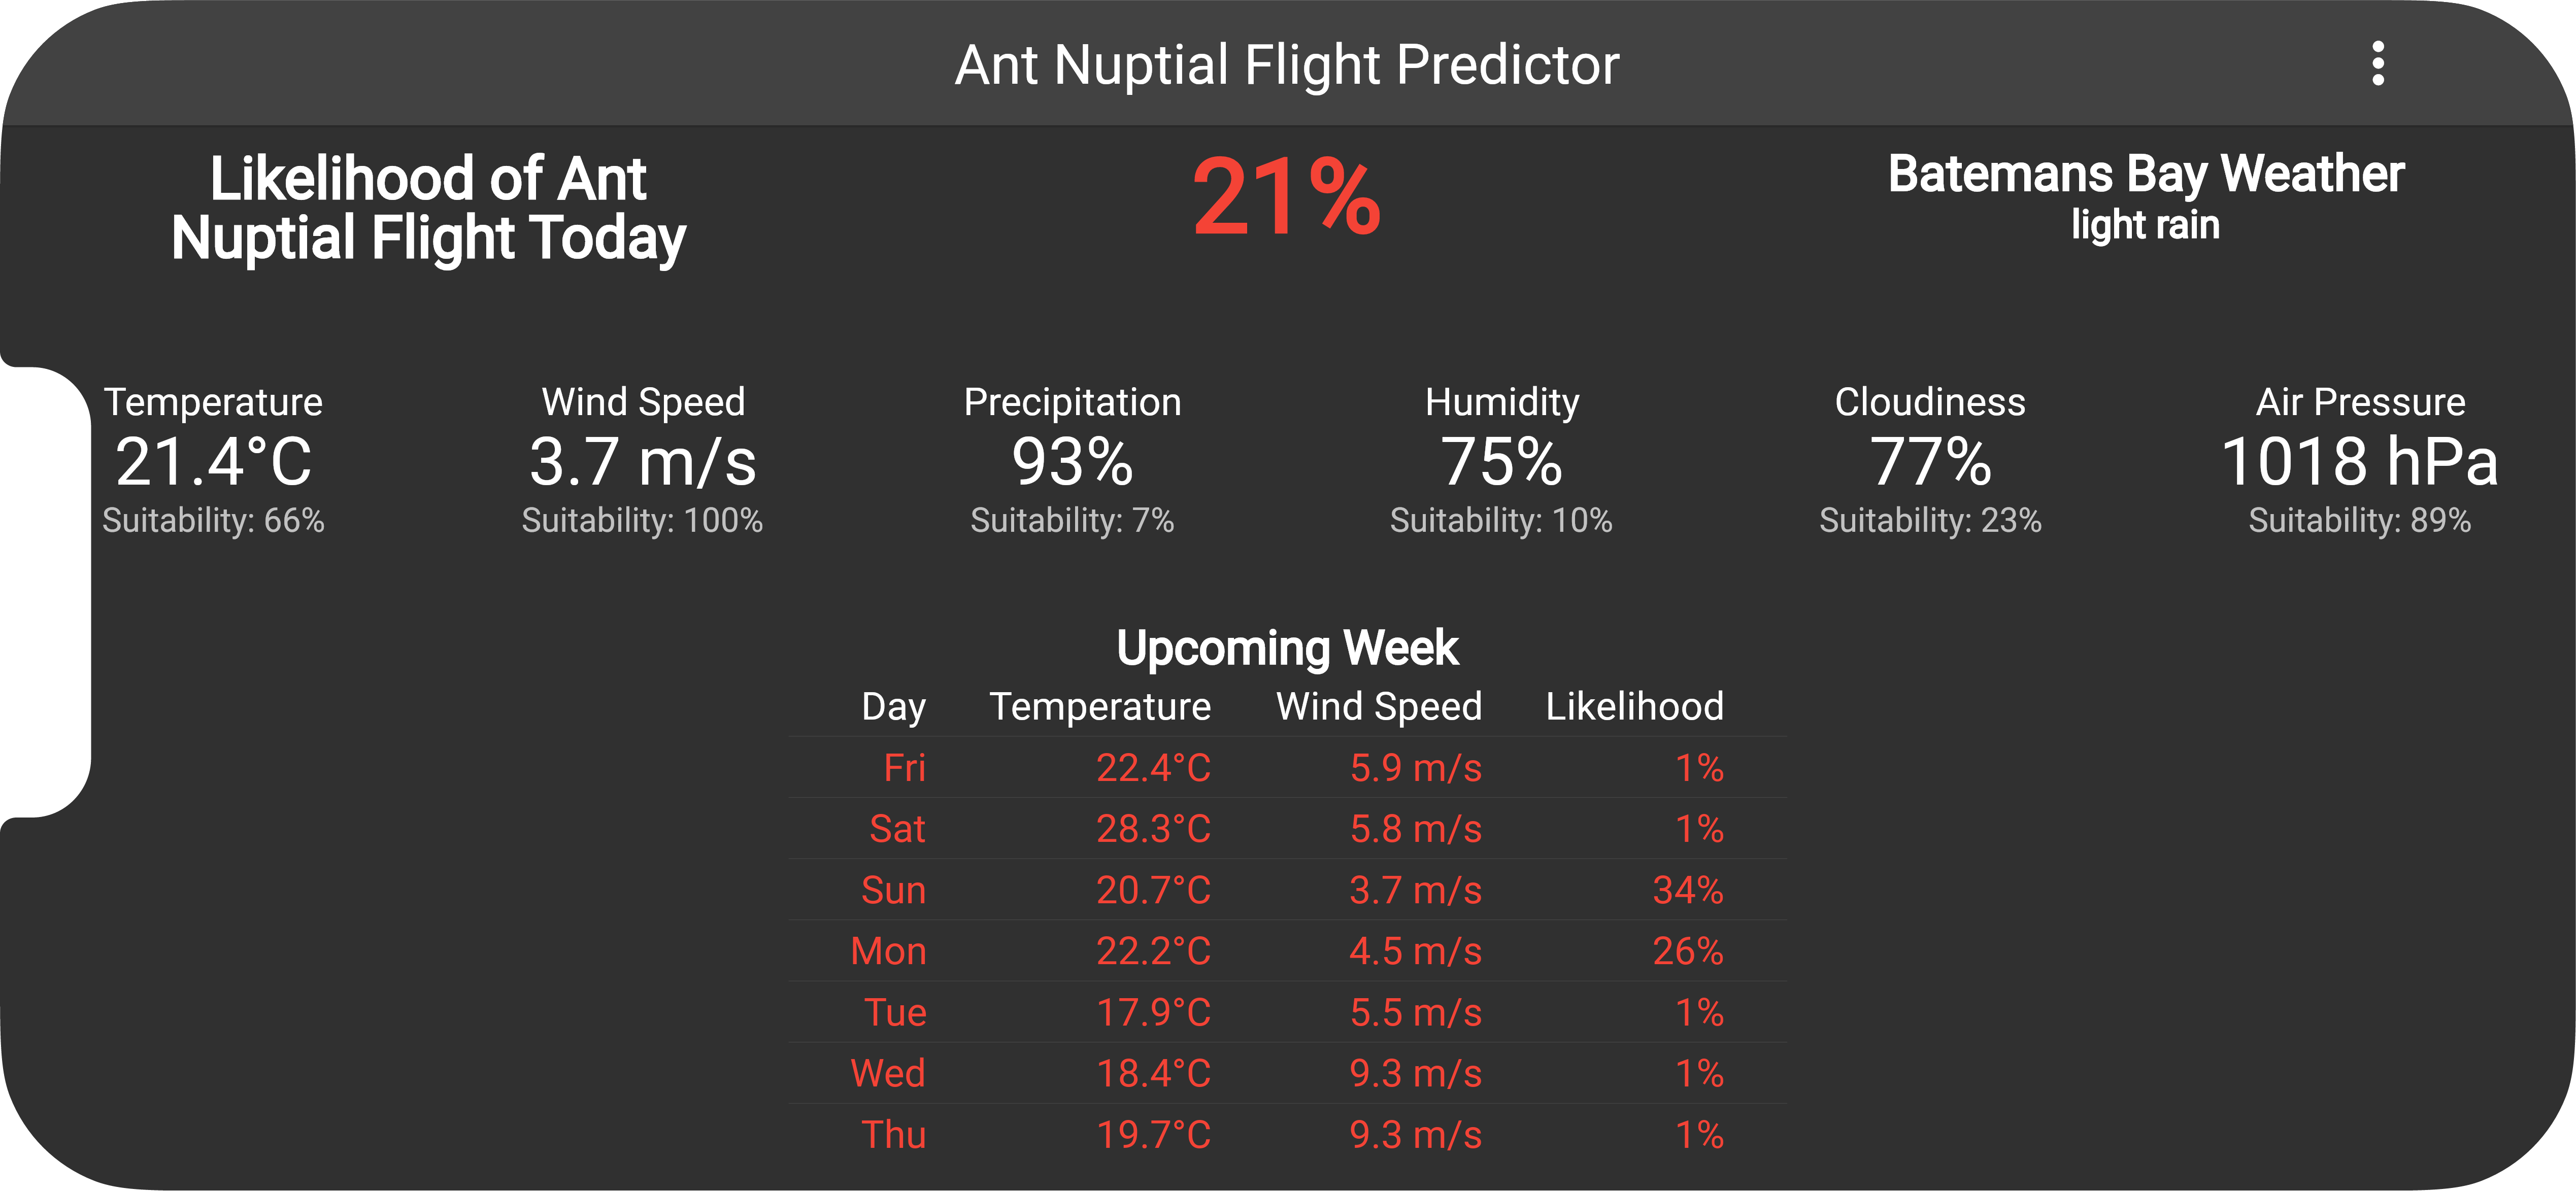 Ant Nuptial Flight Predictor
Likelihood of Ant
Nuptial Flight Today
21%
Batemans Bay Weather
light rain
Temperature
21.4°C
Suitability: 66%
Wind Speed
3.7 m/s
Suitability: 100%
Precipitation
93%
Suitability: 7%
Humidity
75%
Suitability: 10%
Cloudiness
77%
Suitability: 23%
Air Pressure
1018 hPa
Suitability: 89%
Upcoming Week
Day Temperature Wind Speed Likelihood
Fri 22.4°C 5.9 m/s 1%
Sat 28.3°C 5.8 m/s 1%
Sun 20.7°C 3.7 m/s 34%
Mon 22.2°C 4.5 m/s 26%
Tue 17.9°C 5.5 m/s 1%
Wed 18.4°C 9.3 m/s 1%
Thu 19.7°C 9.3 m/s 1%